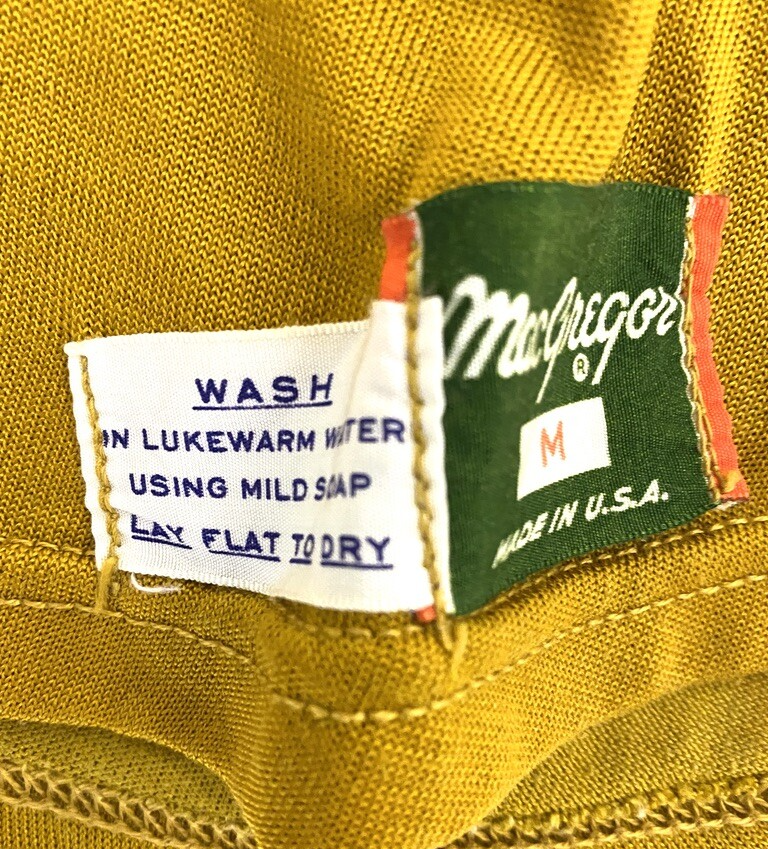 WASH
IN LUKEWARM WATER
USING MILD SOAP
LAY FLAT TO DRY
MacGregor
®
M
MADE IN U.S.A.